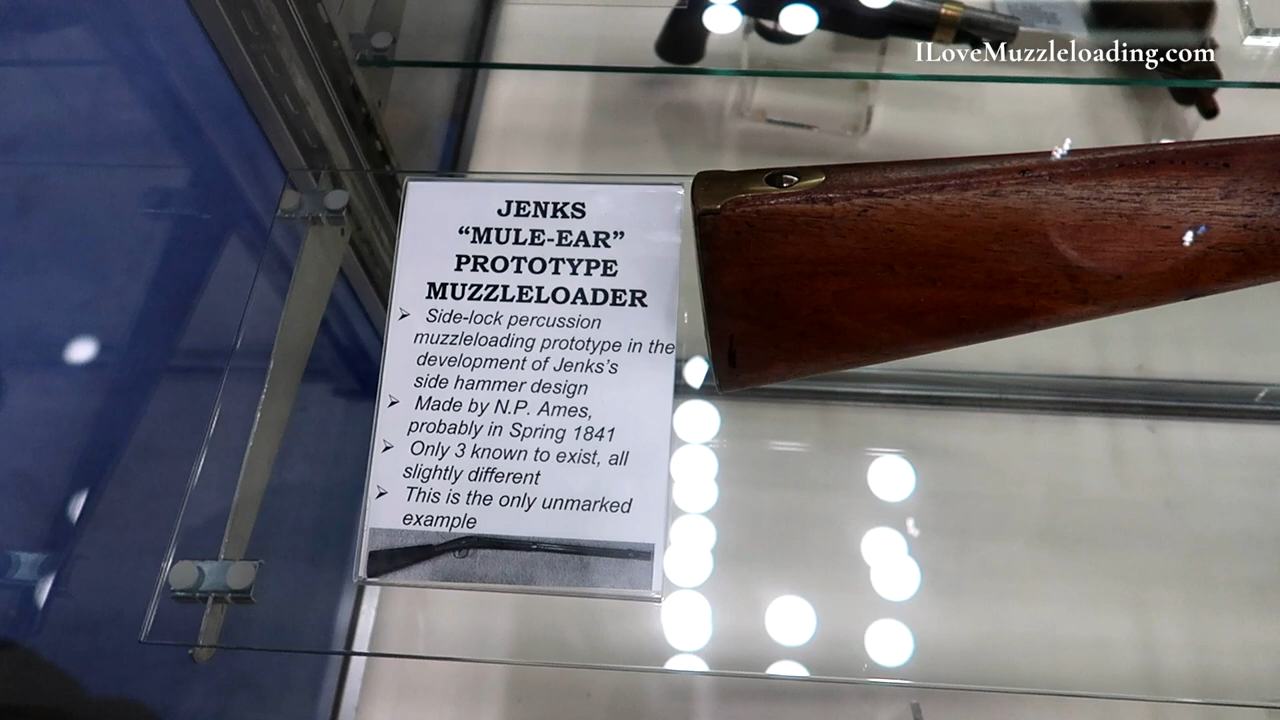 ILoveMuzzleloading.com
JENKS
“MULE-EAR”
PROTOTYPE
MUZZLELOADER
➢ Side-lock percussion
muzzleloading prototype in the
development of Jenks’s
side hammer design
➢ Made by N.P. Ames,
probably in Spring 1841
➢ Only 3 known to exist, all
slightly different
➢ This is the only unmarked
example